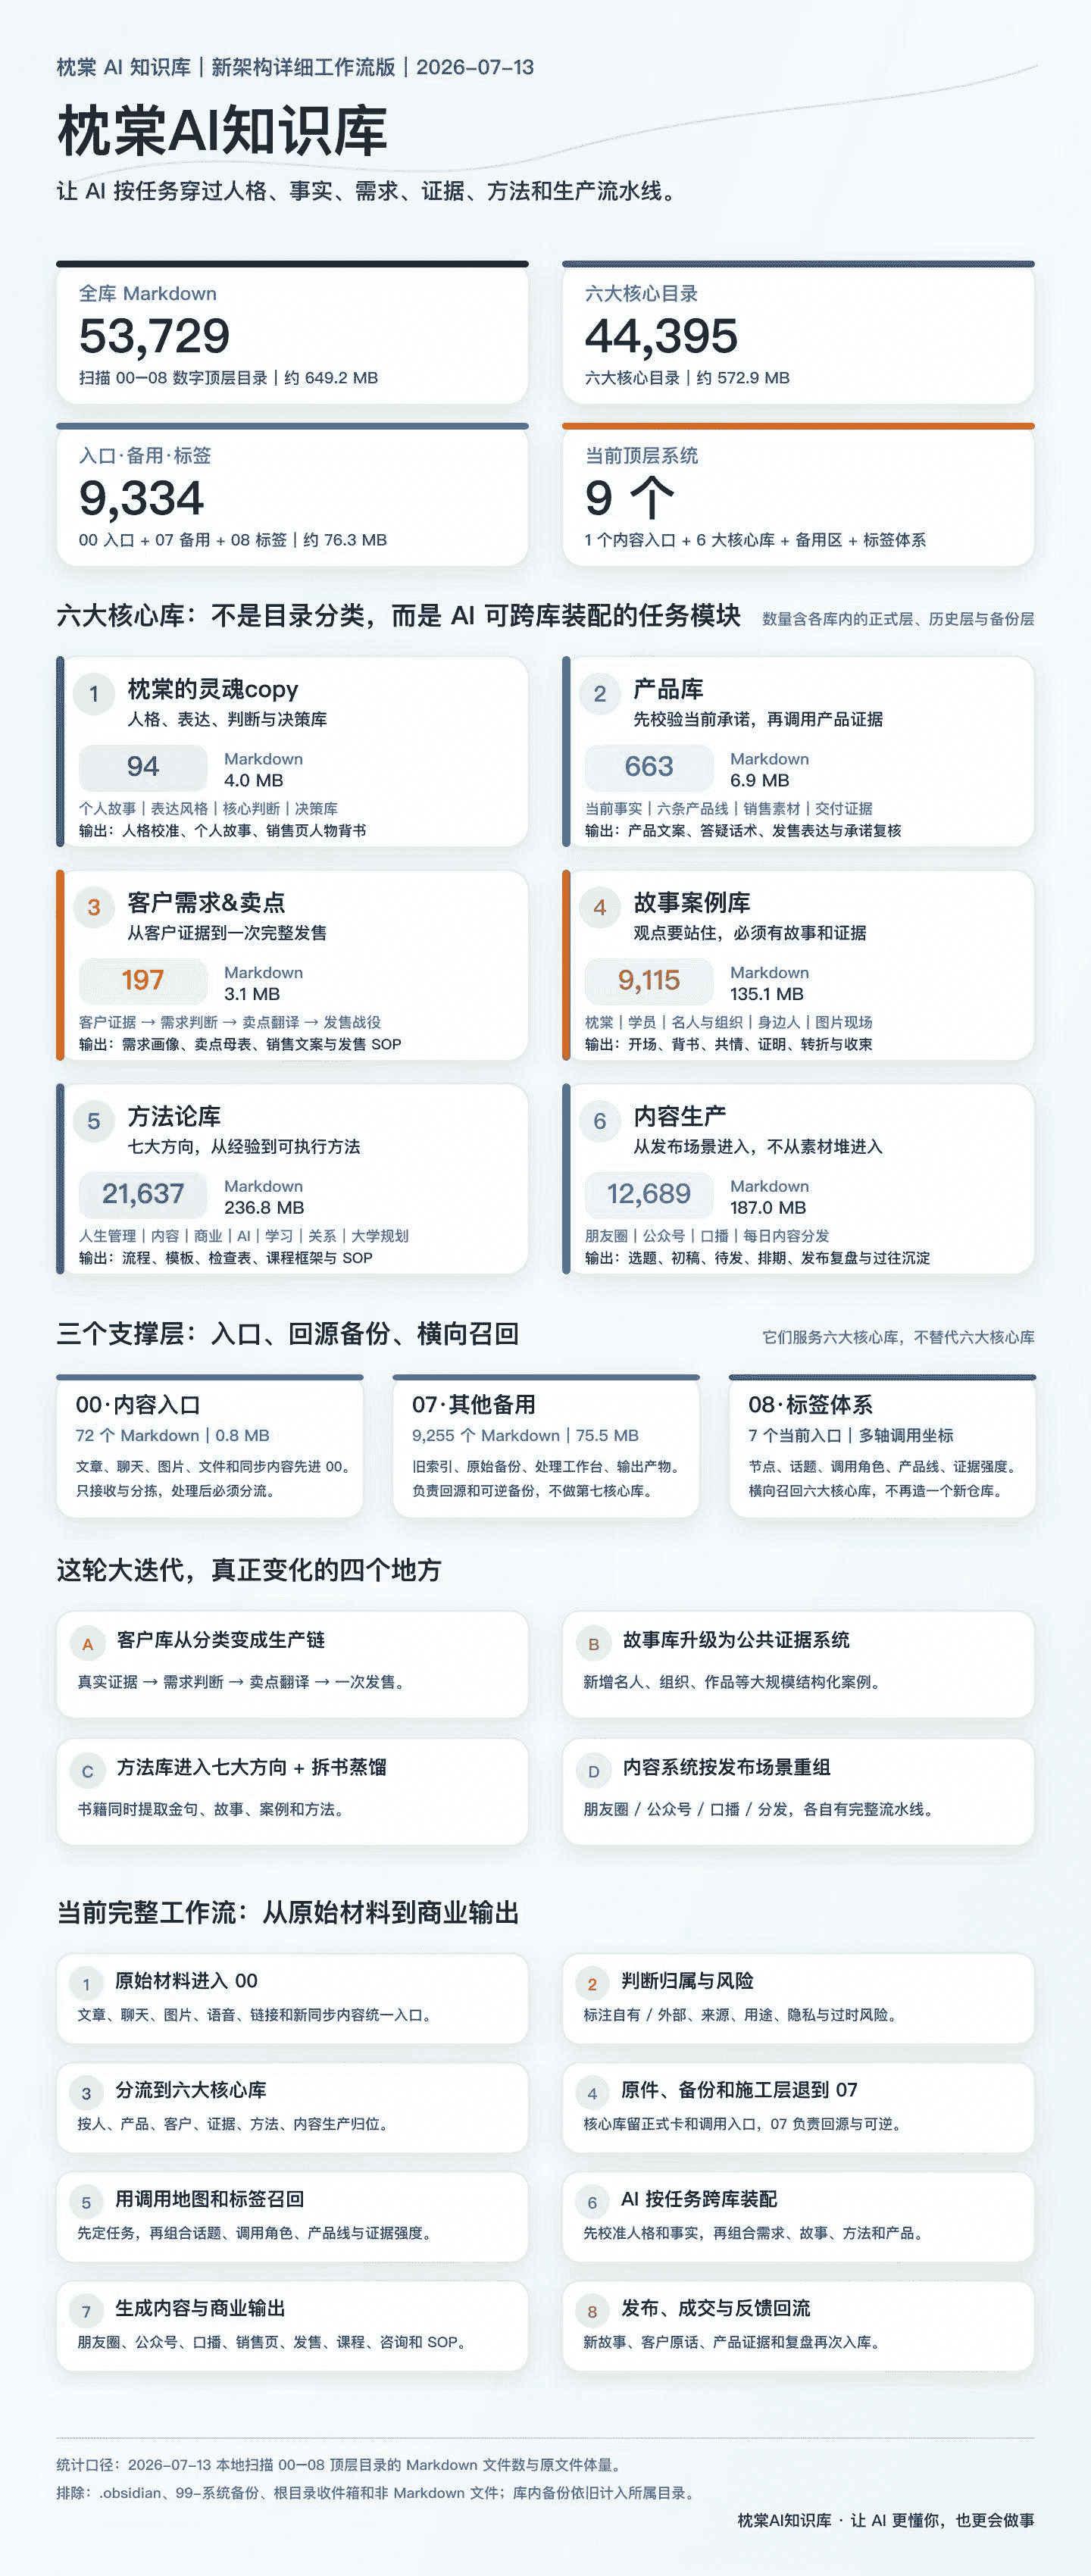 枕棠 AI 知识库｜新架构详细工作流版｜2026-07-13
枕棠AI知识库
让 AI 按任务穿过人格、事实、需求、证据、方法和生产流水线。
全库 Markdown
53,729
扫描 00—08 数字顶层目录｜约 649.2 MB
六大核心目录
44,395
六大核心目录｜约 572.9 MB
入口·备用·标签
9,334
00 入口 + 07 备用 + 08 标签｜约 76.3 MB
当前顶层系统
9 个
1 个内容入口 + 6 大核心库 + 备用区 + 标签体系
六大核心库：不是目录分类，而是 AI 可跨库装配的任务模块
数量含各库内的正式层、历史层与备份层
1
枕棠的灵魂copy
人格、表达、判断与决策库
94
Markdown
4.0 MB
个人故事｜表达风格｜核心判断｜决策库
输出：人格校准、个人故事、销售页人物背书
2
产品库
先校验当前承诺，再调用产品证据
663
Markdown
6.9 MB
当前事实｜六条产品线｜销售素材｜交付证据
输出：产品文案、答疑话术、发售表达与承诺复核
3
客户需求&卖点
从客户证据到一次完整发售
197
Markdown
3.1 MB
客户证据 → 需求判断 → 卖点翻译 → 发售战役
输出：需求画像、卖点母表、销售文案与发售 SOP
4
故事案例库
观点要站住，必须有故事和证据
9,115
Markdown
135.1 MB
枕棠｜学员｜名人与组织｜身边人｜图片现场
输出：开场、背书、共情、证明、转折与收束
5
方法论库
七大方向，从经验到可执行方法
21,637
Markdown
236.8 MB
人生管理｜内容｜商业｜AI｜学习｜关系｜大学规划
输出：流程、模板、检查表、课程框架与 SOP
6
内容生产
从发布场景进入，不从素材堆进入
12,689
Markdown
187.0 MB
朋友圈｜公众号｜口播｜每日内容分发
输出：选题、初稿、待发、排期、发布复盘与过往沉淀
三个支撑层：入口、回源备份、横向召回
它们服务六大核心库，不替代六大核心库
00·内容入口
72 个 Markdown｜0.8 MB
文章、聊天、图片、文件和同步内容先进 00。
只接收与分拣，处理后必须分流。
07·其他备用
9,255 个 Markdown｜75.5 MB
旧索引、原始备份、处理工作台、输出产物。
负责回源和可逆备份，不做第七核心库。
08·标签体系
7 个当前入口｜多轴调用坐标
节点、话题、调用角色、产品线、证据强度。
横向召回六大核心库，不再造一个新仓库。
这轮大迭代，真正变化的四个地方
A
客户库从分类变成生产链
真实证据 → 需求判断 → 卖点翻译 → 一次发售。
B
故事库升级为公共证据系统
新增名人、组织、作品等大规模结构化案例。
C
方法库进入七大方向 + 拆书蒸馏
书籍同时提取金句、故事、案例和方法。
D
内容系统按发布场景重组
朋友圈 / 公众号 / 口播 / 分发，各自有完整流水线。
当前完整工作流：从原始材料到商业输出
1
原始材料进入 00
文章、聊天、图片、语音、链接和新同步内容统一入口。
2
判断归属与风险
标注自有 / 外部、来源、用途、隐私与过时风险。
3
分流到六大核心库
按人、产品、客户、证据、方法、内容生产归位。
4
原件、备份和施工层退到 07
核心库留正式卡和调用入口，07 负责回源与可逆。
5
用调用地图和标签召回
先定任务，再组合话题、调用角色、产品线与证据强度。
6
AI 按任务跨库装配
先校准人格和事实，再组合需求、故事、方法和产品。
7
生成内容与商业输出
朋友圈、公众号、口播、销售页、发售、课程、咨询和 SOP。
8
发布、成交与反馈回流
新故事、客户原话、产品证据和复盘再次入库。
统计口径：2026-07-13 本地扫描 00—08 顶层目录的 Markdown 文件数与原文件体量。
排除：.obsidian、99-系统备份、根目录收件箱和非 Markdown 文件；库内备份依旧计入所属目录。
枕棠AI知识库 · 让 AI 更懂你，也更会做事